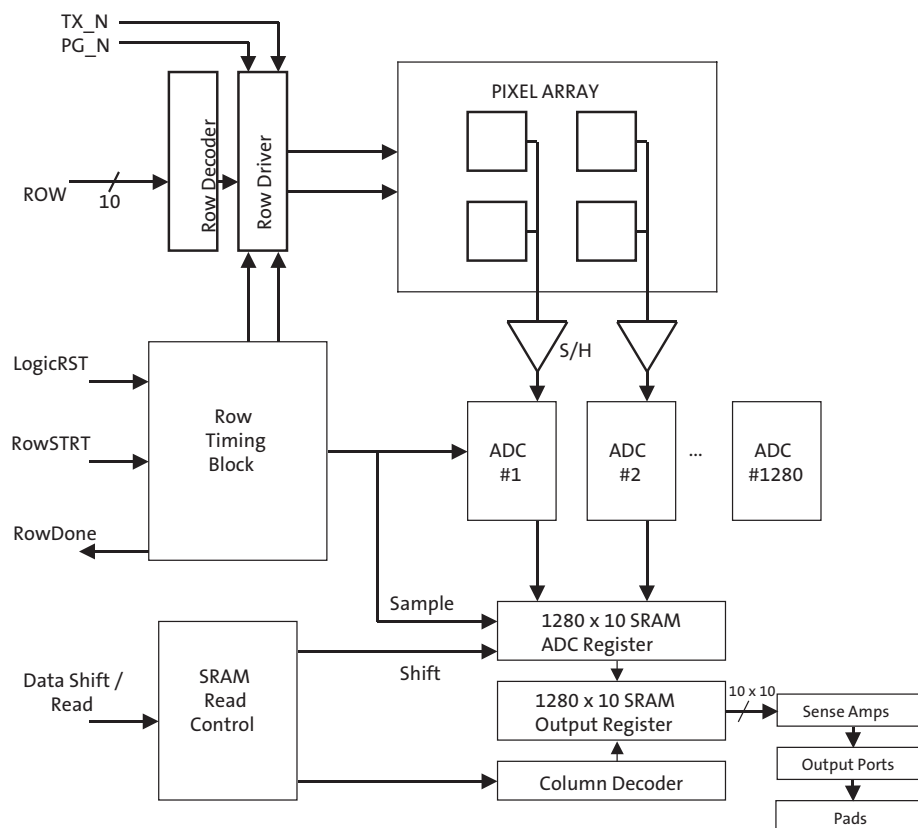 TX_N
PG_N
PIXEL ARRAY
Row Decoder
Row Driver
ROW
10
S/H
LogicRST
Row
Timing
Block
RowSTRT
RowDone
ADC
#1
ADC
#2
...
ADC
#1280
Sample
1280 x 10 SRAM
ADC Register
Shift
Data Shift /
Read
SRAM
Read
Control
1280 x 10 SRAM
Output Register
10 x 10
Sense Amps
Column Decoder
Output Ports
Pads